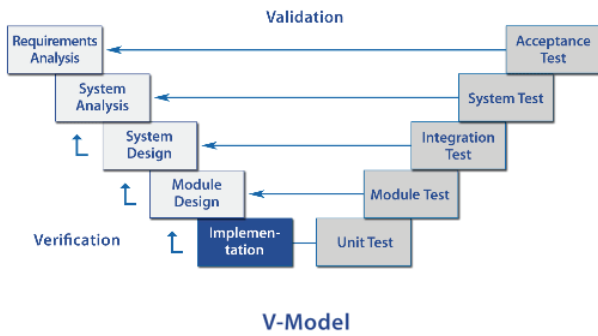 Validation
Requirements
Analysis
Acceptance
Test
System
Analysis
System Test
System
Design
Integration
Test
Module
Design
Module Test
Verification
Implemen-
tation
Unit Test
V-Model